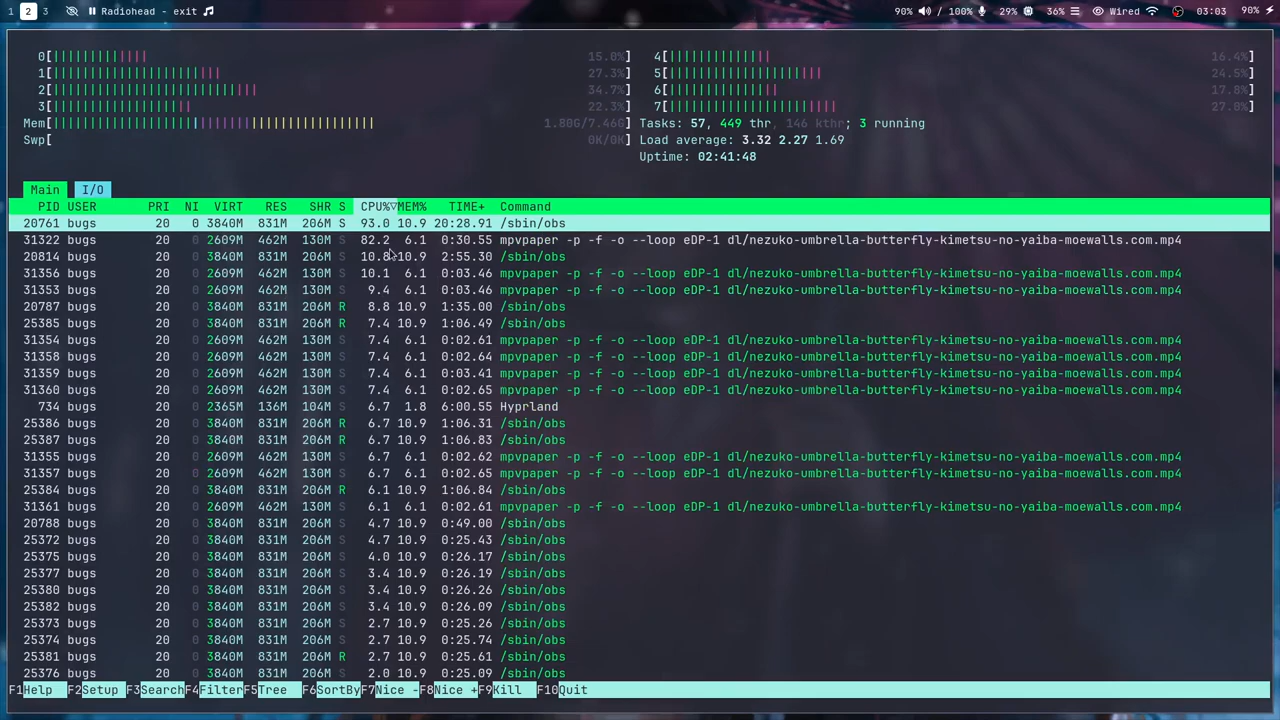 1 2 3 Radiohead - exit 90% / 100% 29% 36% Wired 03:03 90%
0[ 15.0%] 4[ 16.4%]
1[ 27.3%] 5[ 24.5%]
2[ 34.7%] 6[ 17.8%]
3[ 22.3%] 7[ 27.0%]
Mem[ 1.80G/7.46G] Tasks: 57, 449 thr, 146 kthr; 3 running
Swp[ 0K/0K] Load average: 3.32 2.27 1.69
Uptime: 02:41:48
Main I/O
PID USER PRI NI VIRT RES SHR S CPU%▽MEM% TIME+ Command
20761 bugs 20 0 3840M 831M 206M S 93.0 10.9 20:28.91 /sbin/obs
31322 bugs 20 0 2609M 462M 130M S 82.2 6.1 0:30.55 mpvpaper -p -f -o --loop eDP-1 dl/nezuko-umbrella-butterfly-kimetsu-no-yaiba-moewalls.com.mp4
20814 bugs 20 0 3840M 831M 206M S 10.8 10.9 2:55.30 /sbin/obs
31356 bugs 20 0 2609M 462M 130M S 10.1 6.1 0:03.46 mpvpaper -p -f -o --loop eDP-1 dl/nezuko-umbrella-butterfly-kimetsu-no-yaiba-moewalls.com.mp4
31353 bugs 20 0 2609M 462M 130M S 9.4 6.1 0:03.46 mpvpaper -p -f -o --loop eDP-1 dl/nezuko-umbrella-butterfly-kimetsu-no-yaiba-moewalls.com.mp4
20787 bugs 20 0 3840M 831M 206M R 8.8 10.9 1:35.00 /sbin/obs
25385 bugs 20 0 3840M 831M 206M R 7.4 10.9 1:06.49 /sbin/obs
31354 bugs 20 0 2609M 462M 130M S 7.4 6.1 0:02.61 mpvpaper -p -f -o --loop eDP-1 dl/nezuko-umbrella-butterfly-kimetsu-no-yaiba-moewalls.com.mp4
31358 bugs 20 0 2609M 462M 130M S 7.4 6.1 0:02.64 mpvpaper -p -f -o --loop eDP-1 dl/nezuko-umbrella-butterfly-kimetsu-no-yaiba-moewalls.com.mp4
31359 bugs 20 0 2609M 462M 130M S 7.4 6.1 0:03.41 mpvpaper -p -f -o --loop eDP-1 dl/nezuko-umbrella-butterfly-kimetsu-no-yaiba-moewalls.com.mp4
31360 bugs 20 0 2609M 462M 130M S 7.4 6.1 0:02.65 mpvpaper -p -f -o --loop eDP-1 dl/nezuko-umbrella-butterfly-kimetsu-no-yaiba-moewalls.com.mp4
734 bugs 20 0 2365M 136M 104M S 6.7 1.8 6:00.55 Hyprland
25386 bugs 20 0 3840M 831M 206M R 6.7 10.9 1:06.31 /sbin/obs
25387 bugs 20 0 3840M 831M 206M R 6.7 10.9 1:06.83 /sbin/obs
31355 bugs 20 0 2609M 462M 130M S 6.7 6.1 0:02.62 mpvpaper -p -f -o --loop eDP-1 dl/nezuko-umbrella-butterfly-kimetsu-no-yaiba-moewalls.com.mp4
31357 bugs 20 0 2609M 462M 130M S 6.7 6.1 0:02.65 mpvpaper -p -f -o --loop eDP-1 dl/nezuko-umbrella-butterfly-kimetsu-no-yaiba-moewalls.com.mp4
25384 bugs 20 0 3840M 831M 206M R 6.1 10.9 1:06.84 /sbin/obs
31361 bugs 20 0 2609M 462M 130M S 6.1 6.1 0:02.61 mpvpaper -p -f -o --loop eDP-1 dl/nezuko-umbrella-butterfly-kimetsu-no-yaiba-moewalls.com.mp4
20788 bugs 20 0 3840M 831M 206M S 4.7 10.9 0:49.00 /sbin/obs
25372 bugs 20 0 3840M 831M 206M S 4.7 10.9 0:25.43 /sbin/obs
25375 bugs 20 0 3840M 831M 206M S 4.0 10.9 0:26.17 /sbin/obs
25377 bugs 20 0 3840M 831M 206M S 3.4 10.9 0:26.19 /sbin/obs
25380 bugs 20 0 3840M 831M 206M S 3.4 10.9 0:26.26 /sbin/obs
25382 bugs 20 0 3840M 831M 206M S 3.4 10.9 0:26.09 /sbin/obs
25373 bugs 20 0 3840M 831M 206M S 2.7 10.9 0:25.26 /sbin/obs
25374 bugs 20 0 3840M 831M 206M S 2.7 10.9 0:25.74 /sbin/obs
25381 bugs 20 0 3840M 831M 206M R 2.7 10.9 0:25.61 /sbin/obs
25376 bugs 20 0 3840M 831M 206M S 2.0 10.9 0:25.09 /sbin/obs
F1Help F2Setup F3SearchF4FilterF5Tree F6SortByF7Nice -F8Nice +F9Kill F10Quit